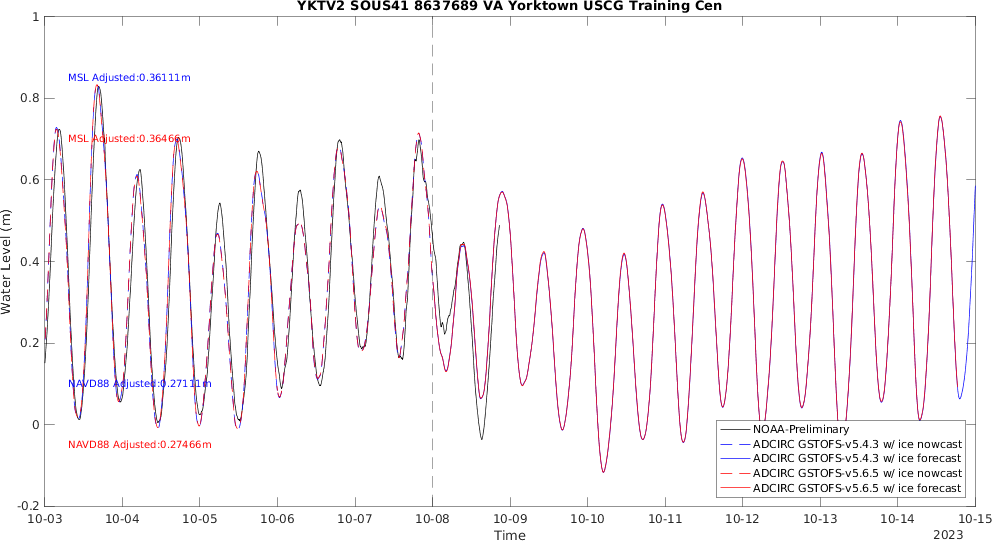 YKTV2 SOUS41 8637689 VA Yorktown USCG Training Cen
1
0.8
0.6
0.4
0.2
0
-0.2
Water Level (m)
MSL Adjusted:0.36111m
MSL Adjusted:0.36466m
NAVD88 Adjusted:0.27111m
NAVD88 Adjusted:0.27466m
NOAA-Preliminary
ADCIRC GSTOFS-v5.4.3 w/ ice nowcast
ADCIRC GSTOFS-v5.4.3 w/ ice forecast
ADCIRC GSTOFS-v5.6.5 w/ ice nowcast
ADCIRC GSTOFS-v5.6.5 w/ ice forecast
10-03 10-04 10-05 10-06 10-07 10-08 10-09 10-10 10-11 10-12 10-13 10-14 10-15
Time
2023